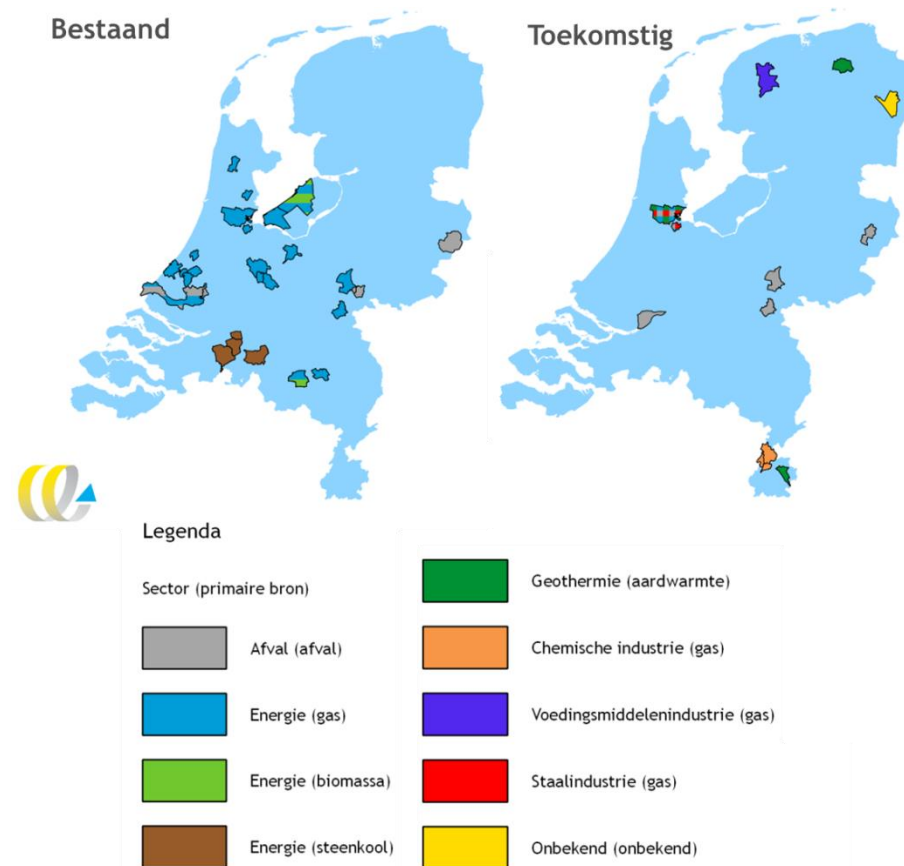 Bestaand
Toekomstig
Legenda
Sector (primaire bron)
Afval (afval)
Energie (gas)
Energie (biomassa)
Energie (steenkool)
Geothermie (aardwarmte)
Chemische industrie (gas)
Voedingsmiddelenindustrie (gas)
Staalindustrie (gas)
Onbekend (onbekend)